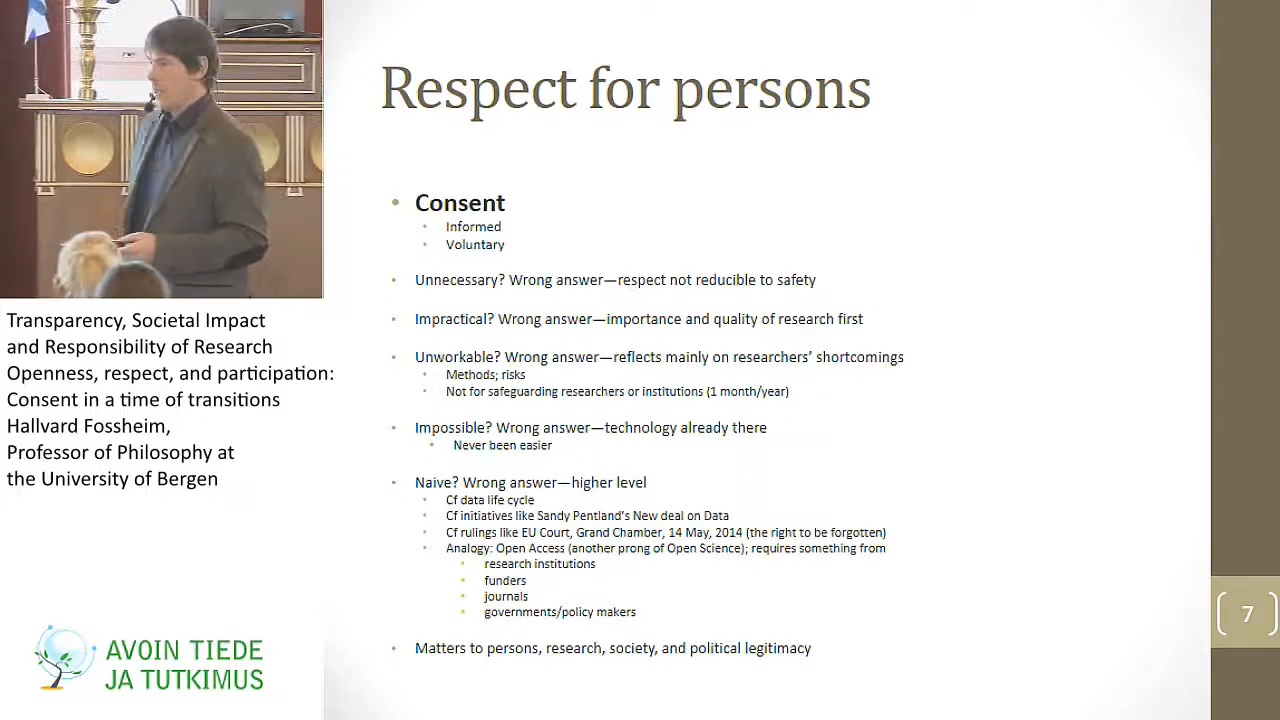 Respect for persons
Consent
Informed
Voluntary
Unnecessary? Wrong answer—respect not reducible to safety
Impractical? Wrong answer—importance and quality of research first
Unworkable? Wrong answer—reflects mainly on researchers' shortcomings
Methods; risks
Not for safeguarding researchers or institutions (1 month/year)
Impossible? Wrong answer—technology already there
Never been easier
Naive? Wrong answer—higher level
Cf data life cycle
Cf initiatives like Sandy Pentland's New deal on Data
Cf rulings like EU Court, Grand Chamber, 14 May, 2014 (the right to be forgotten)
Analogy: Open Access (another prong of Open Science); requires something from
research institutions
funders
journals
governments/policy makers
Matters to persons, research, society, and political legitimacy
7
Transparency, Societal Impact
and Responsibility of Research
Openness, respect, and participation:
Consent in a time of transitions
Hallvard Fossheim,
Professor of Philosophy at
the University of Bergen
AVOIN TIEDE
JA TUTKIMUS